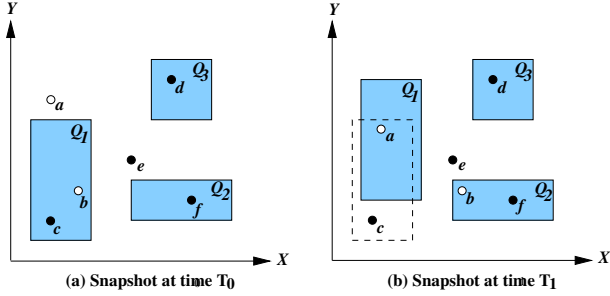 Y
Q3
d
a
Q1
e
b
Q2
f
c
X
(a) Snapshot at time T0
Y
Q3
d
Q1
a
e
b
Q2
f
c
X
(b) Snapshot at time T1